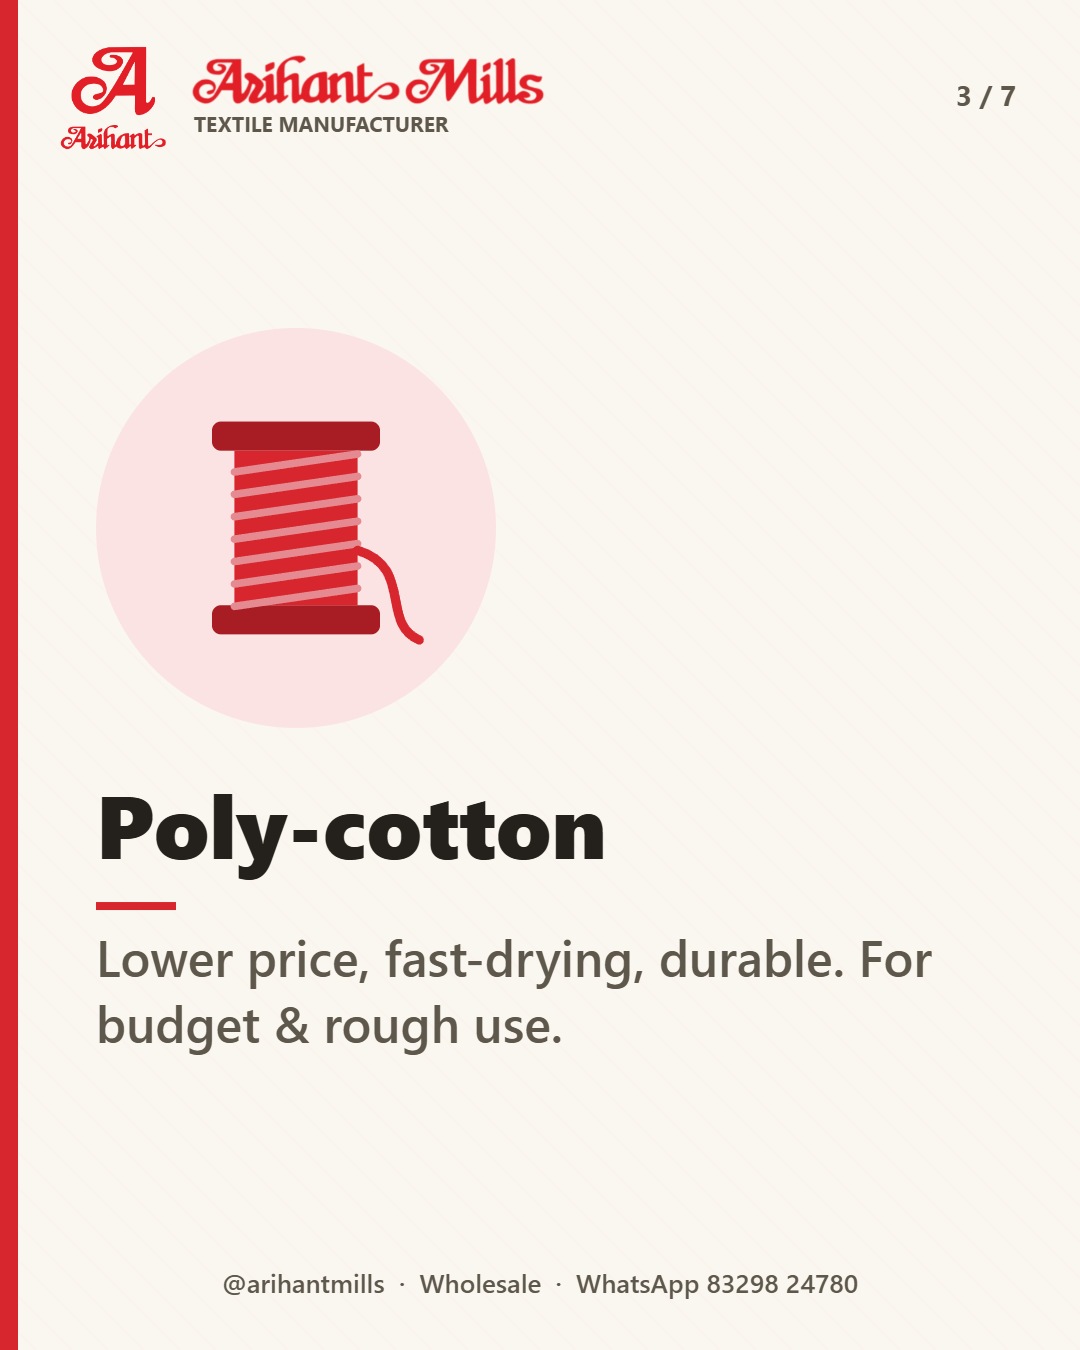 A
Arihant
Arihant Mills
TEXTILE MANUFACTURER
3 / 7
Poly-cotton
Lower price, fast-drying, durable. For
budget & rough use.
@arihantmills · Wholesale · WhatsApp 83298 24780